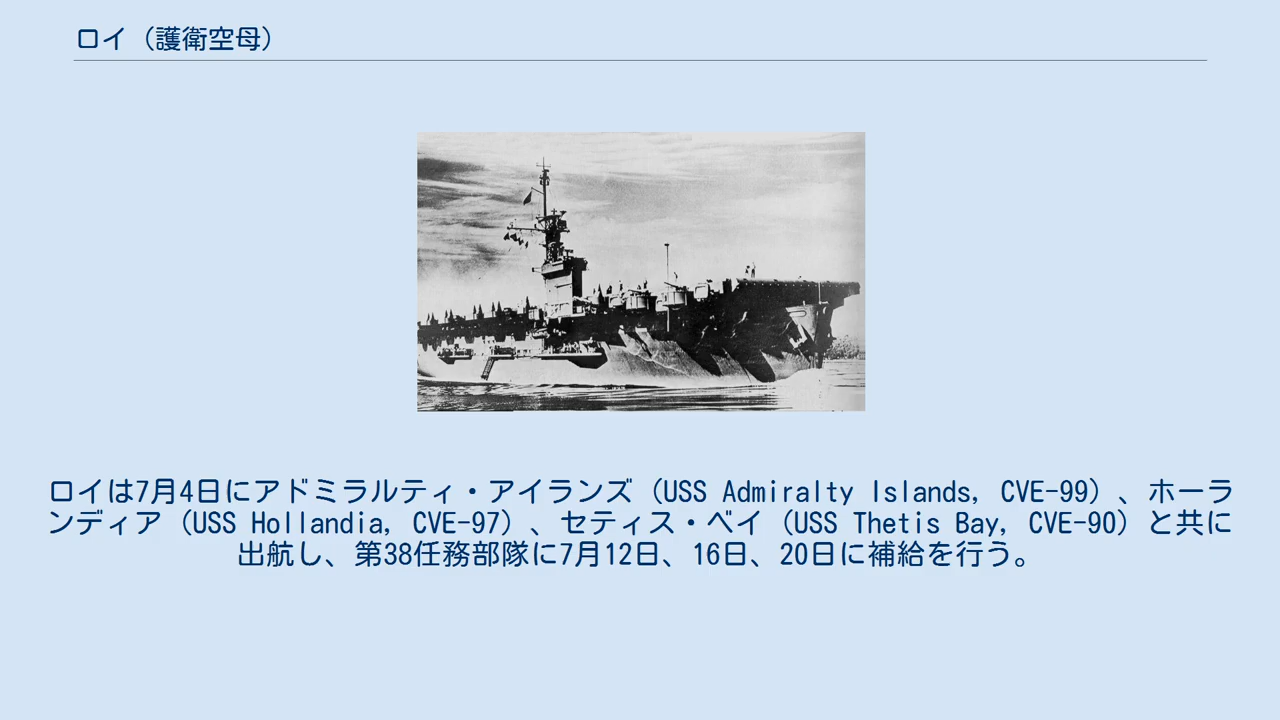 ロイ（護衛空母）
ロイは7月4日にアドミラルティ・アイランズ（USS Admiralty Islands, CVE-99）、ホーラ
ンディア（USS Hollandia, CVE-97）、セティス・ベイ（USS Thetis Bay, CVE-90）と共に
出航し、第38任務部隊に7月12日、16日、20日に補給を行う。